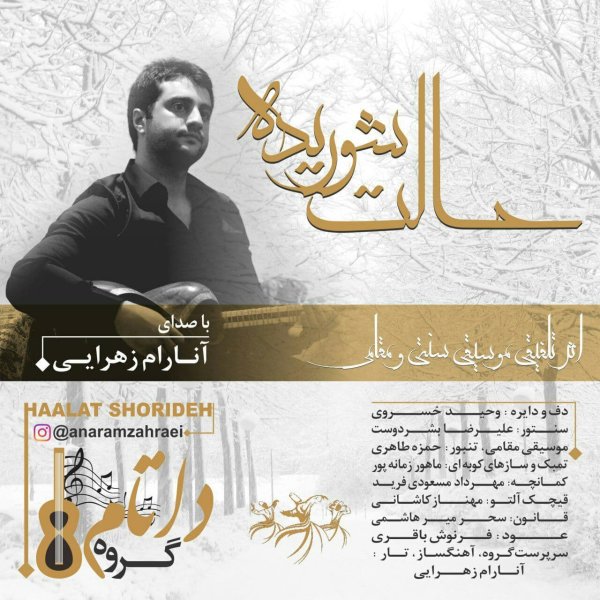 حالت شوریده
با صدای
آنارام زهرایی
اثر تلفیقی موسیقی سنتی و مقامی
HAALAT SHORIDEH
@anaramzahraei
گروه داتام
دف و دایره : وحید خسروی
سنتور : علیرضا بشردوست
موسیقی مقامی، تنبور : حمزه طاهری
تمبک و سازهای کوبه ای : ماهور زمانه پور
کمانچه : مهرداد مسعودی فرید
قیچک آلتو : مهناز کاشانی
قانون : سحر میرهاشمی
عود : فرنوش باقری
سرپرست گروه، آهنگساز، تار :
آنارام زهرایی